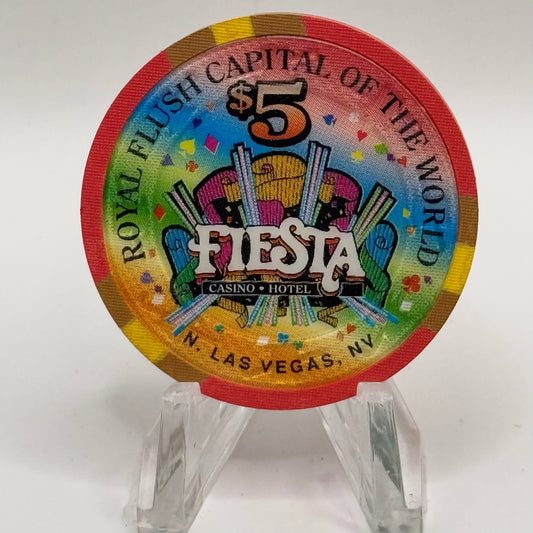 ROYAL FLUSH CAPITAL OF THE WORLD
$5
FIESTA
CASINO • HOTEL
N. LAS VEGAS, NV